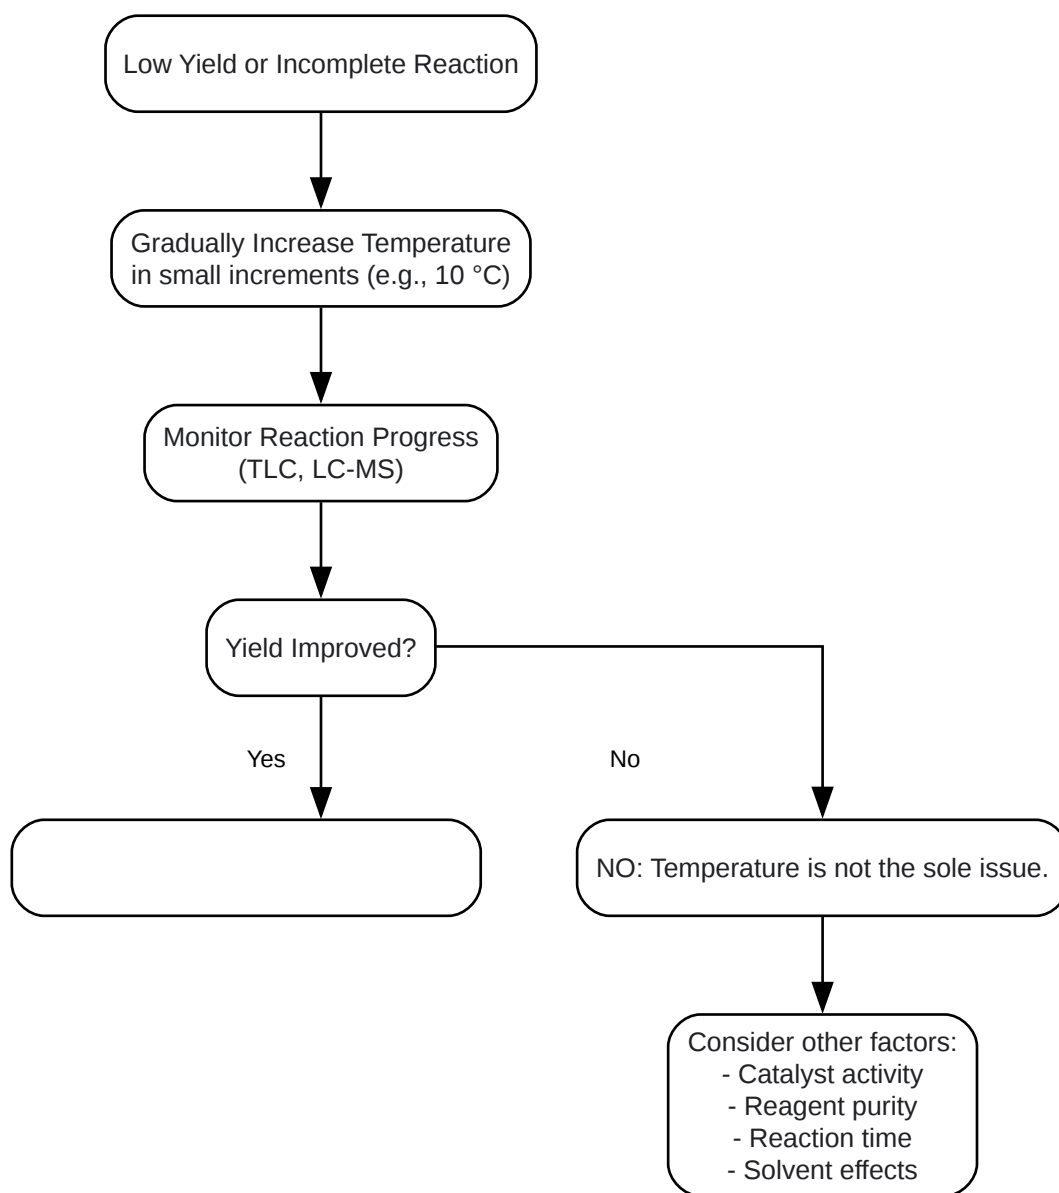 Low Yield or Incomplete Reaction
Gradually Increase Temperature
in small increments (e.g., 10 °C)
Monitor Reaction Progress
(TLC, LC-MS)
Yield Improved?
Yes
No
NO: Temperature is not the sole issue.
Consider other factors:
- Catalyst activity
- Reagent purity
- Reaction time
- Solvent effects